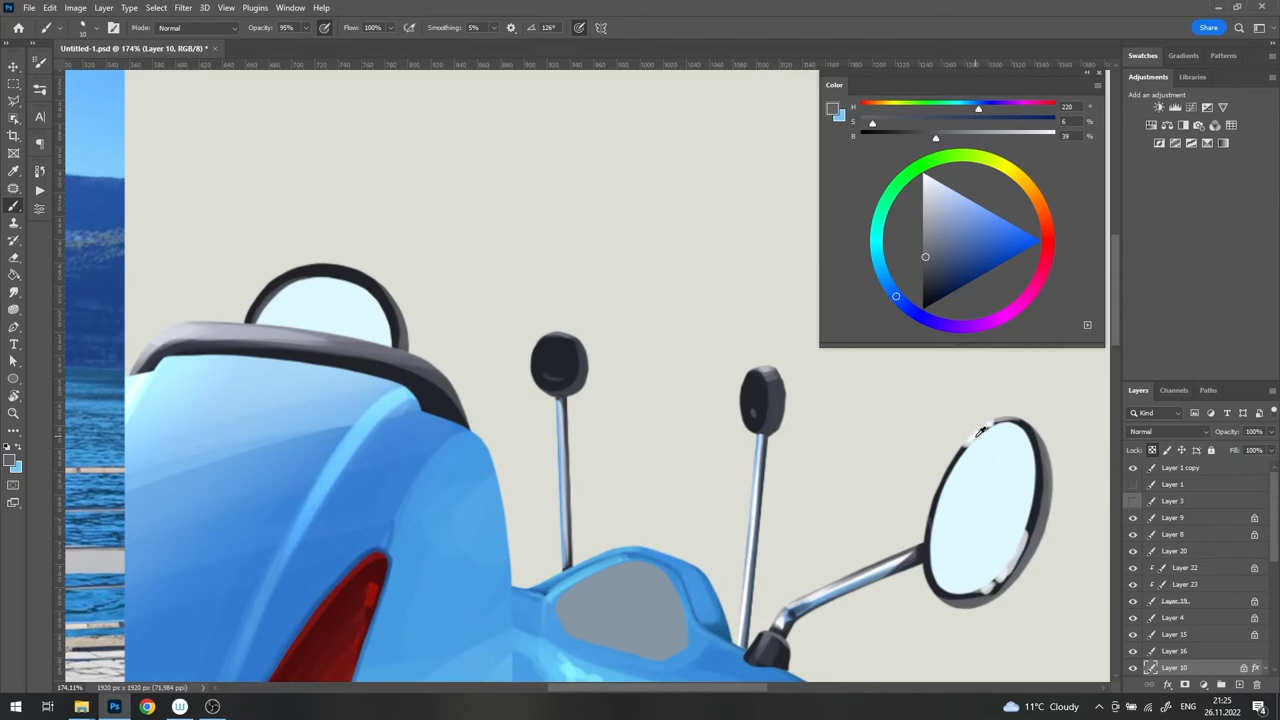 File Edit Image Layer Type Select Filter 3D View Plugins Window Help
Mode: Normal Opacity: 95% Flow: 100% Smoothing: 5% 126° Share
10
Untitled-1.psd @ 174% (Layer 10, RGB/8) *
Swatches Gradients Patterns
Adjustments Libraries
Add an adjustment
Color
H 220 °
S 6 %
B 39 %
Layers Channels Paths
Kind
Normal Opacity: 100%
Lock: Fill: 100%
Layer 1 copy
Layer 1
Layer 3
Layer 9
Layer 8
Layer 20
Layer 22
Layer 23
Layer 19
Layer 4
Layer 15
Layer 16
Layer 10 fx
174,11% 1920 px x 1920 px (71,984 ppi)
11°C Cloudy ENG 21:25
26.11.2022